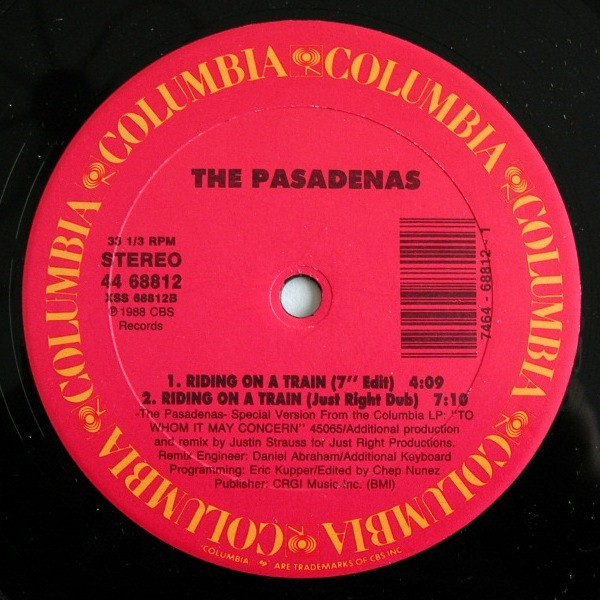 COLUMBIA COLUMBIA COLUMBIA COLUMBIA COLUMBIA COLUMBIA COLUMBIA COLUMBIA
THE PASADENAS
33 1/3 RPM
STEREO
44 68812
XSS 68812B
℗ 1988 CBS
Records
7464 - 68812 - 1
1. RIDING ON A TRAIN (7'' Edit) 4:09
2. RIDING ON A TRAIN (Just Right Dub) 7:10
-The Pasadenas- Special Version From the Columbia LP: "TO
WHOM IT MAY CONCERN" 45065/Additional production
and remix by Justin Strauss for Just Right Productions.
Remix Engineer: Daniel Abraham/Additional Keyboard
Programming: Eric Kupper/Edited by Chep Nunez
Publisher: CRGI Music Inc. (BMI)
"COLUMBIA" ARE TRADEMARKS OF CBS INC.